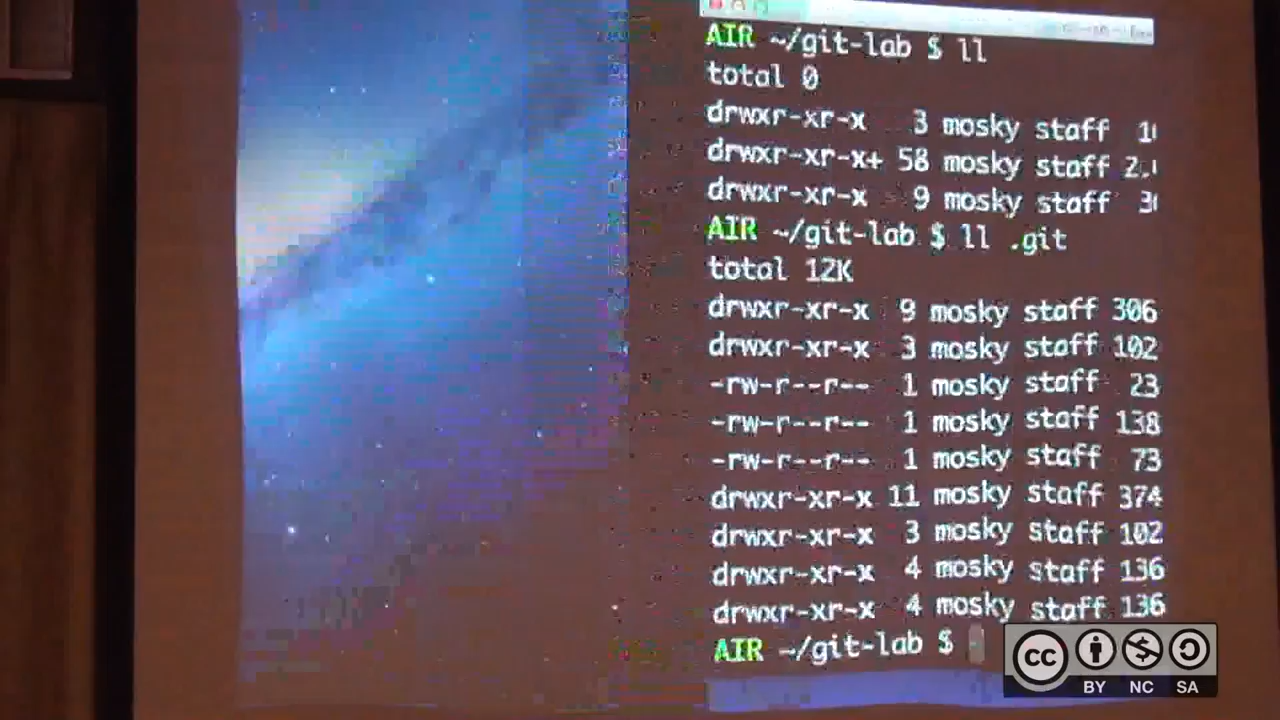 AIR ~/git-lab $ ll
total 0
drwxr-xr-x 3 mosky staff
drwxr-xr-x+ 58 mosky staff
drwxr-xr-x 9 mosky staff
AIR ~/git-lab $ ll .git
total 12K
drwxr-xr-x 9 mosky staff 306
drwxr-xr-x 3 mosky staff 102
-rw-r--r-- 1 mosky staff 23
-rw-r--r-- 1 mosky staff 138
-rw-r--r-- 1 mosky staff 73
drwxr-xr-x 11 mosky staff 374
drwxr-xr-x 3 mosky staff 102
drwxr-xr-x 4 mosky staff 136
drwxr-xr-x 4 mosky staff 136
AIR ~/git-lab $
cc
BY NC SA